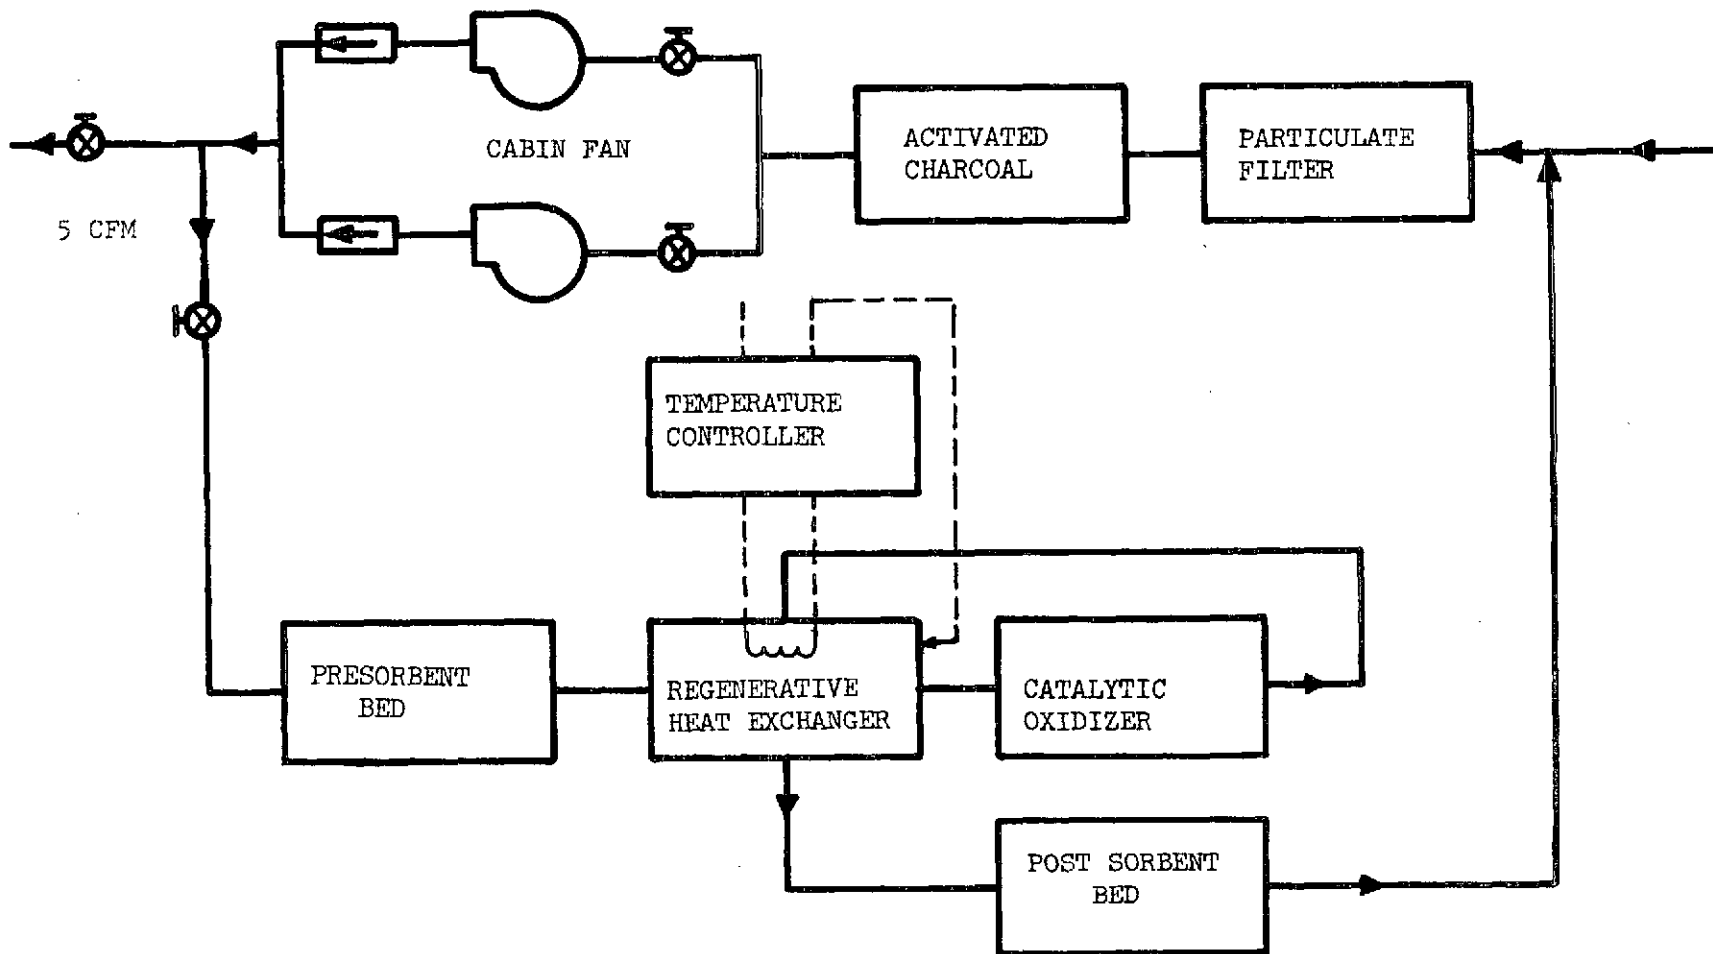 CABIN FAN
ACTIVATED
CHARCOAL
PARTICULATE
FILTER
5 CFM
TEMPERATURE
CONTROLLER
PRESORBENT
BED
REGENERATIVE
HEAT EXCHANGER
CATALYTIC
OXIDIZER
POST SORBENT
BED